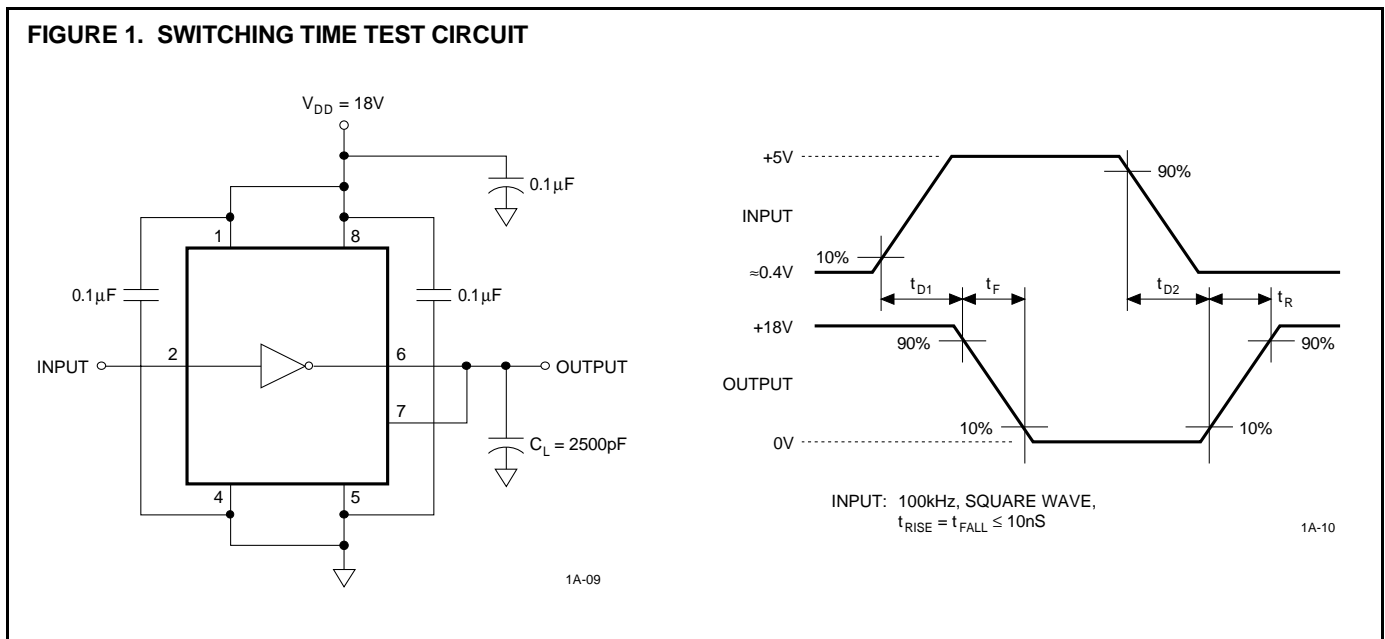 FIGURE 1. SWITCHING TIME TEST CIRCUIT
VDD = 18V
0.1µF
1
8
0.1µF
0.1µF
INPUT
2
6
OUTPUT
7
CL = 2500pF
4
5
1A-09
+5V
90%
INPUT
10%
≈0.4V
tD1
tF
tD2
tR
+18V
90%
90%
OUTPUT
10%
10%
0V
INPUT: 100kHz, SQUARE WAVE,
tRISE = tFALL ≤ 10nS
1A-10